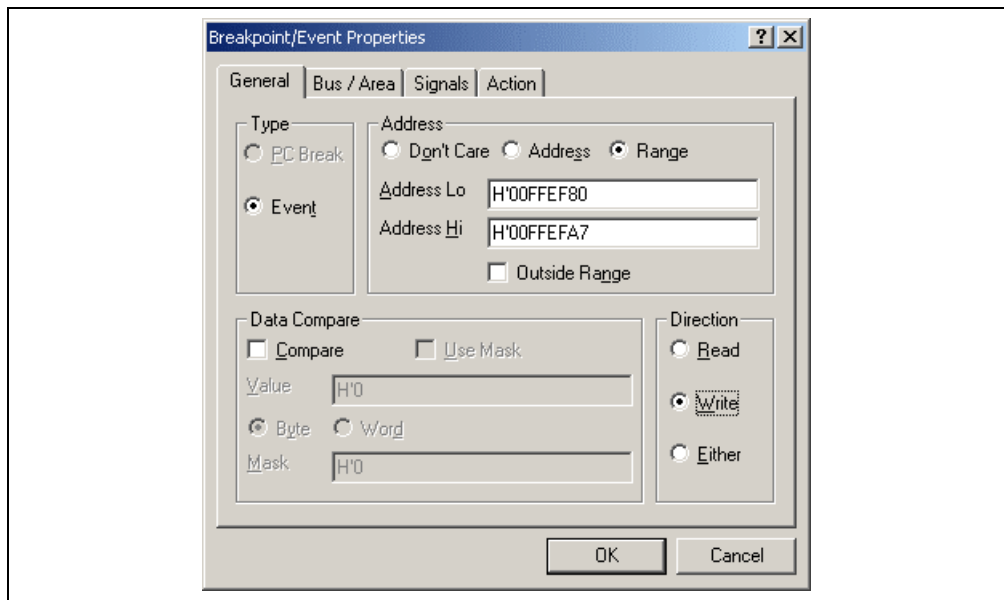 Breakpoint/Event Properties
General Bus / Area Signals Action
Type
PC Break
Event
Address
Don't Care Address Range
Address Lo H'00FFEF80
Address Hi H'00FFEFA7
Outside Range
Data Compare
Compare Use Mask
Value H'0
Byte Word
Mask H'0
Direction
Read
Write
Either
OK Cancel